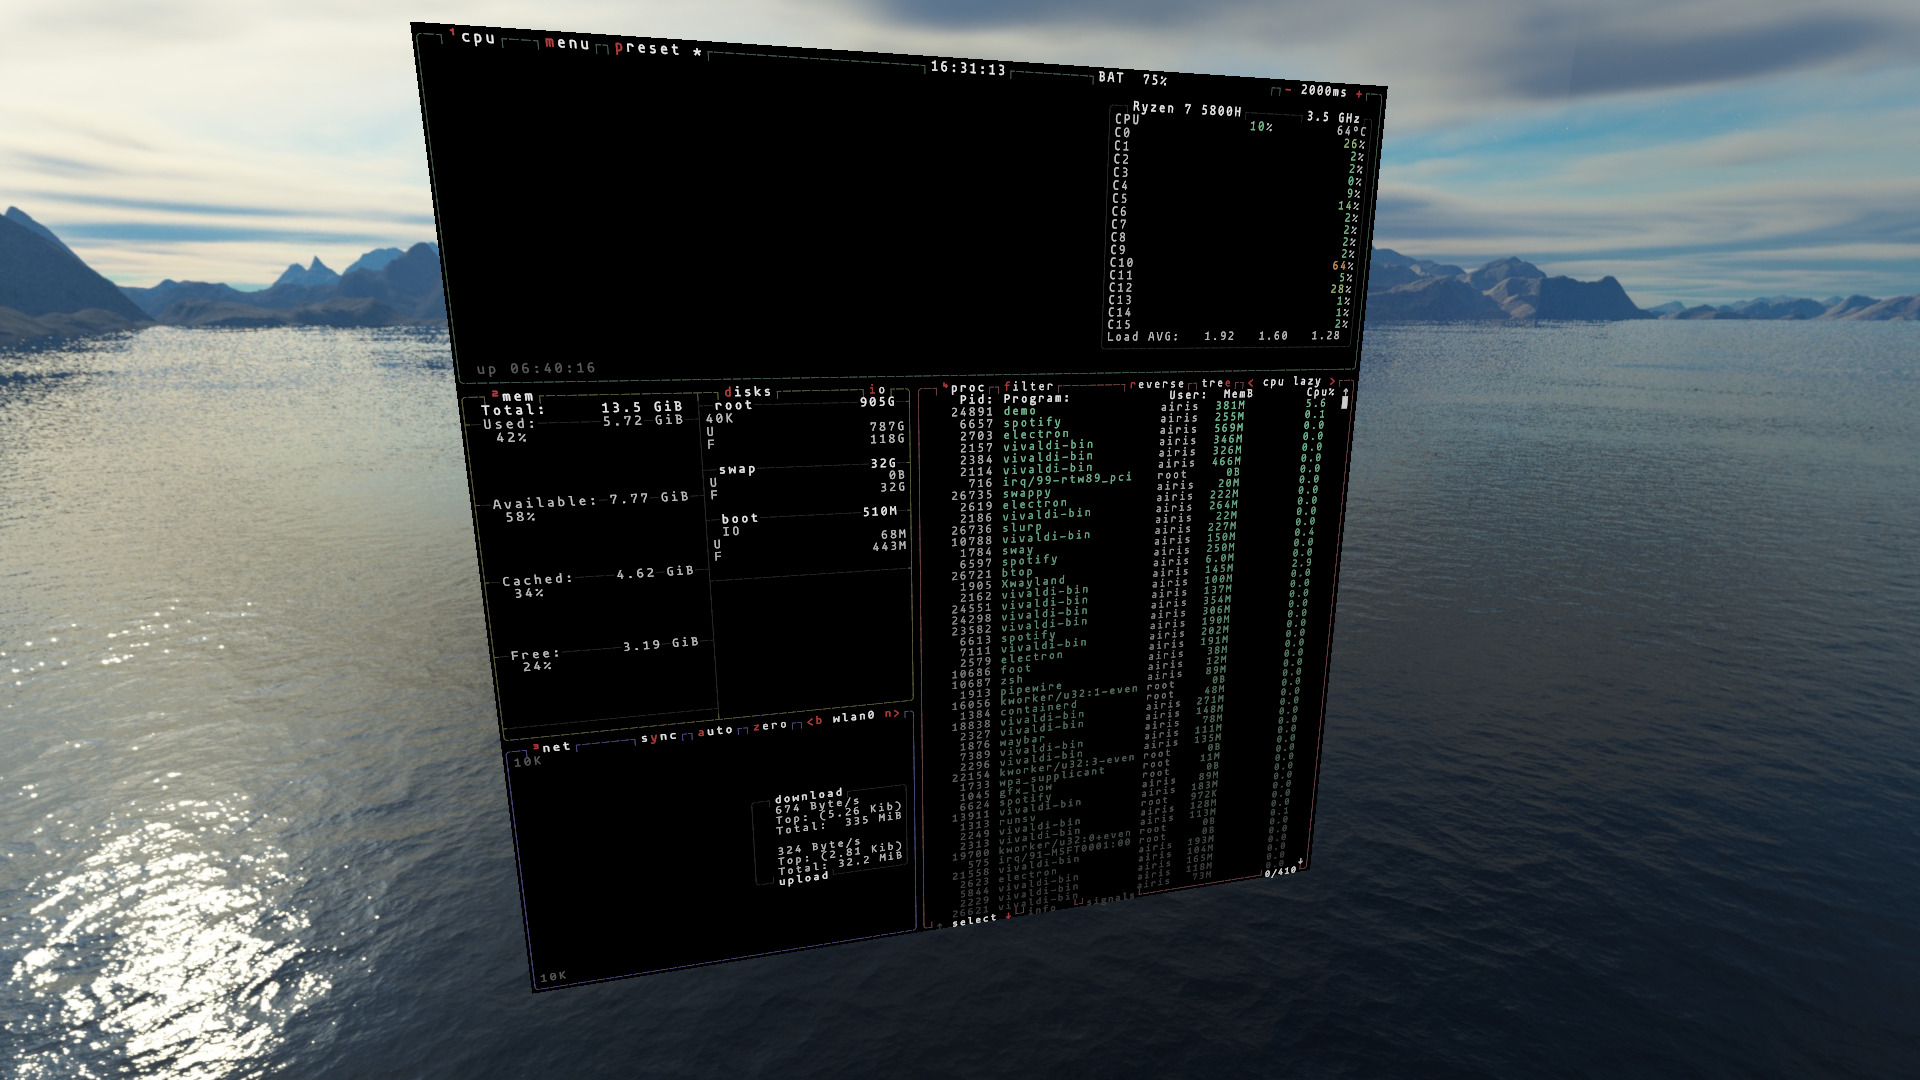 ¹cpu menu preset * 16:31:13 BAT 75% - 2000ms +
Ryzen 7 5800H 3.5 GHz
CPU 10% 64°C
C0 26%
C1 2%
C2 2%
C3 0%
C4 9%
C5 14%
C6 2%
C7 2%
C8 2%
C9 2%
C10 64%
C11 5%
C12 28%
C13 1%
C14 1%
C15 2%
Load AVG: 1.92 1.60 1.28
up 06:40:16
²mem
Total: 13.5 GiB
Used: 5.72 GiB
42%
Available: 7.77 GiB
58%
Cached: 4.62 GiB
34%
Free: 3.19 GiB
24%
disks io
root 905G
40K
U 787G
F 118G
swap 32G
U 0B
F 32G
boot 510M
IO
U 68M
F 443M
³net sync auto zero <b wlan0 n>
10K
download
674 Byte/s
Top: (5.26 Kib)
Total: 335 MiB
324 Byte/s
Top: (2.81 Kib)
Total: 32.2 MiB
upload
10K
⁴proc filter reverse tree < cpu lazy >
Pid: Program: User: MemB Cpu% ↑
24891 demo airis 381M 5.6
6657 spotify airis 255M 0.1
2703 electron airis 569M 0.0
2157 vivaldi-bin airis 346M 0.0
2384 vivaldi-bin airis 326M 0.0
2114 vivaldi-bin airis 466M 0.0
716 irq/99-rtw89_pci root 0B 0.0
26735 swappy airis 20M 0.0
2619 electron airis 222M 0.0
2186 vivaldi-bin airis 264M 0.0
26736 slurp airis 22M 0.0
10788 vivaldi-bin airis 227M 0.0
1784 sway airis 150M 0.4
6597 spotify airis 250M 0.0
26721 btop airis 6.0M 0.0
1905 Xwayland airis 145M 2.9
2162 vivaldi-bin airis 100M 0.0
24551 vivaldi-bin airis 137M 0.0
24298 vivaldi-bin airis 354M 0.0
23582 vivaldi-bin airis 306M 0.0
6613 spotify airis 190M 0.0
7111 vivaldi-bin airis 202M 0.0
2579 electron airis 191M 0.0
10686 foot airis 38M 0.0
10687 zsh airis 12M 0.0
1913 pipewire airis 89M 0.0
16056 kworker/u32:1-even root 0B 0.0
1384 containerd root 48M 0.0
18838 vivaldi-bin airis 271M 0.0
2327 vivaldi-bin airis 148M 0.0
1876 waybar airis 78M 0.0
7389 vivaldi-bin airis 111M 0.0
2296 vivaldi-bin airis 135M 0.0
22154 kworker/u32:3-even root 0B 0.0
1733 wpa_supplicant root 11M 0.0
1045 gfx_low root 0B 0.0
6624 spotify airis 89M 0.0
13911 vivaldi-bin airis 183M 0.0
1313 runsv root 972K 0.0
2249 vivaldi-bin airis 128M 0.0
2313 vivaldi-bin airis 113M 0.1
19700 kworker/u32:0+even root 0B 0.0
575 irq/91-MSFT0001:00 root 0B 0.0
21558 vivaldi-bin airis 193M 0.0
2623 electron airis 104M 0.0
5844 vivaldi-bin airis 165M 0.0
2229 vivaldi-bin airis 118M 0.0
26621 vivaldi-bin airis 73M 0.0
↑ select ↓ info signals 0/410